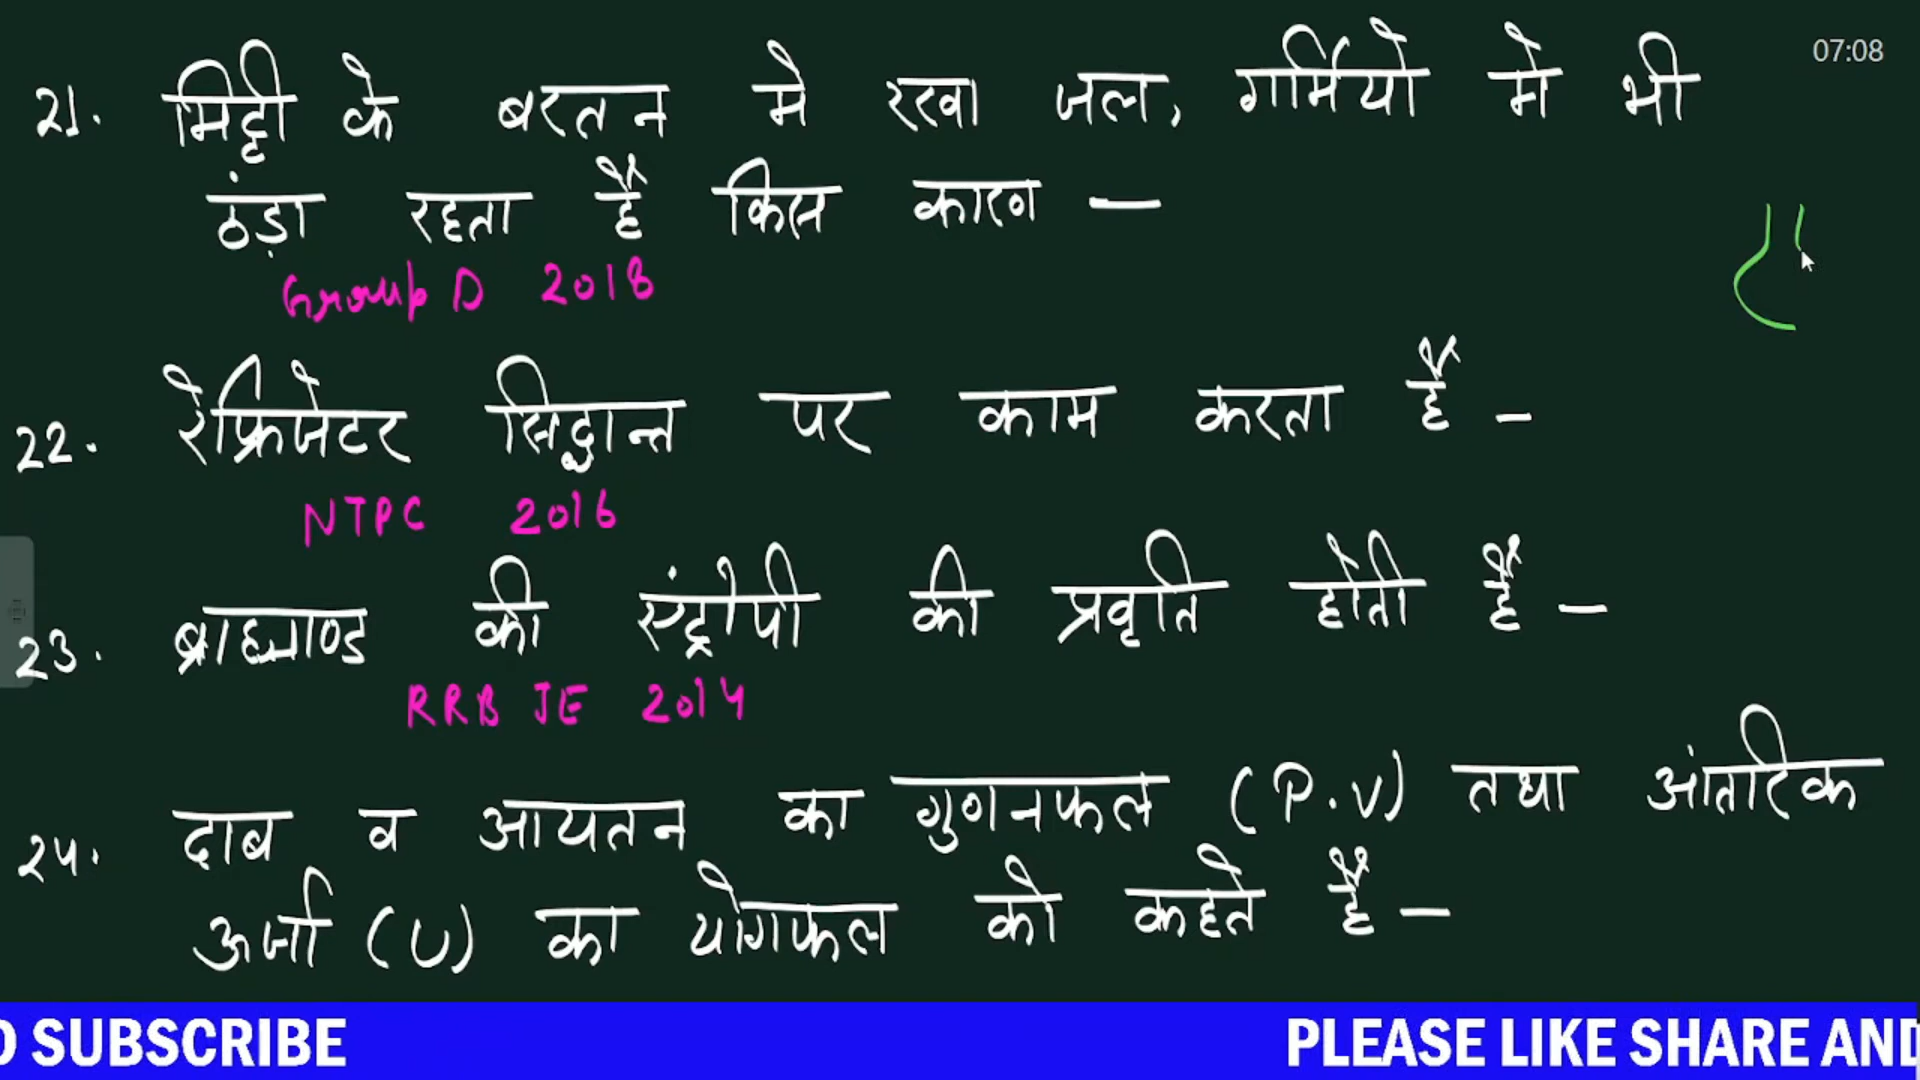 07:08
21. मिट्टी के बरतन मे रखा जल, गर्मियो मे भी
ठंड़ा रहता है किस कारण —
Group D 2018
22. रेफ्रिजेटर सिद्धान्त पर काम करता है –
NTPC 2016
23. ब्राह्माण्ड की एंट्रोपी की प्रवृति होती है –
RRB JE 2014
24. दाब व आयतन का गुणनफल (P.V) तथा आंतरिक
ऊर्जा (U) का योगफल को कहते है –
SUBSCRIBE PLEASE LIKE SHARE AND